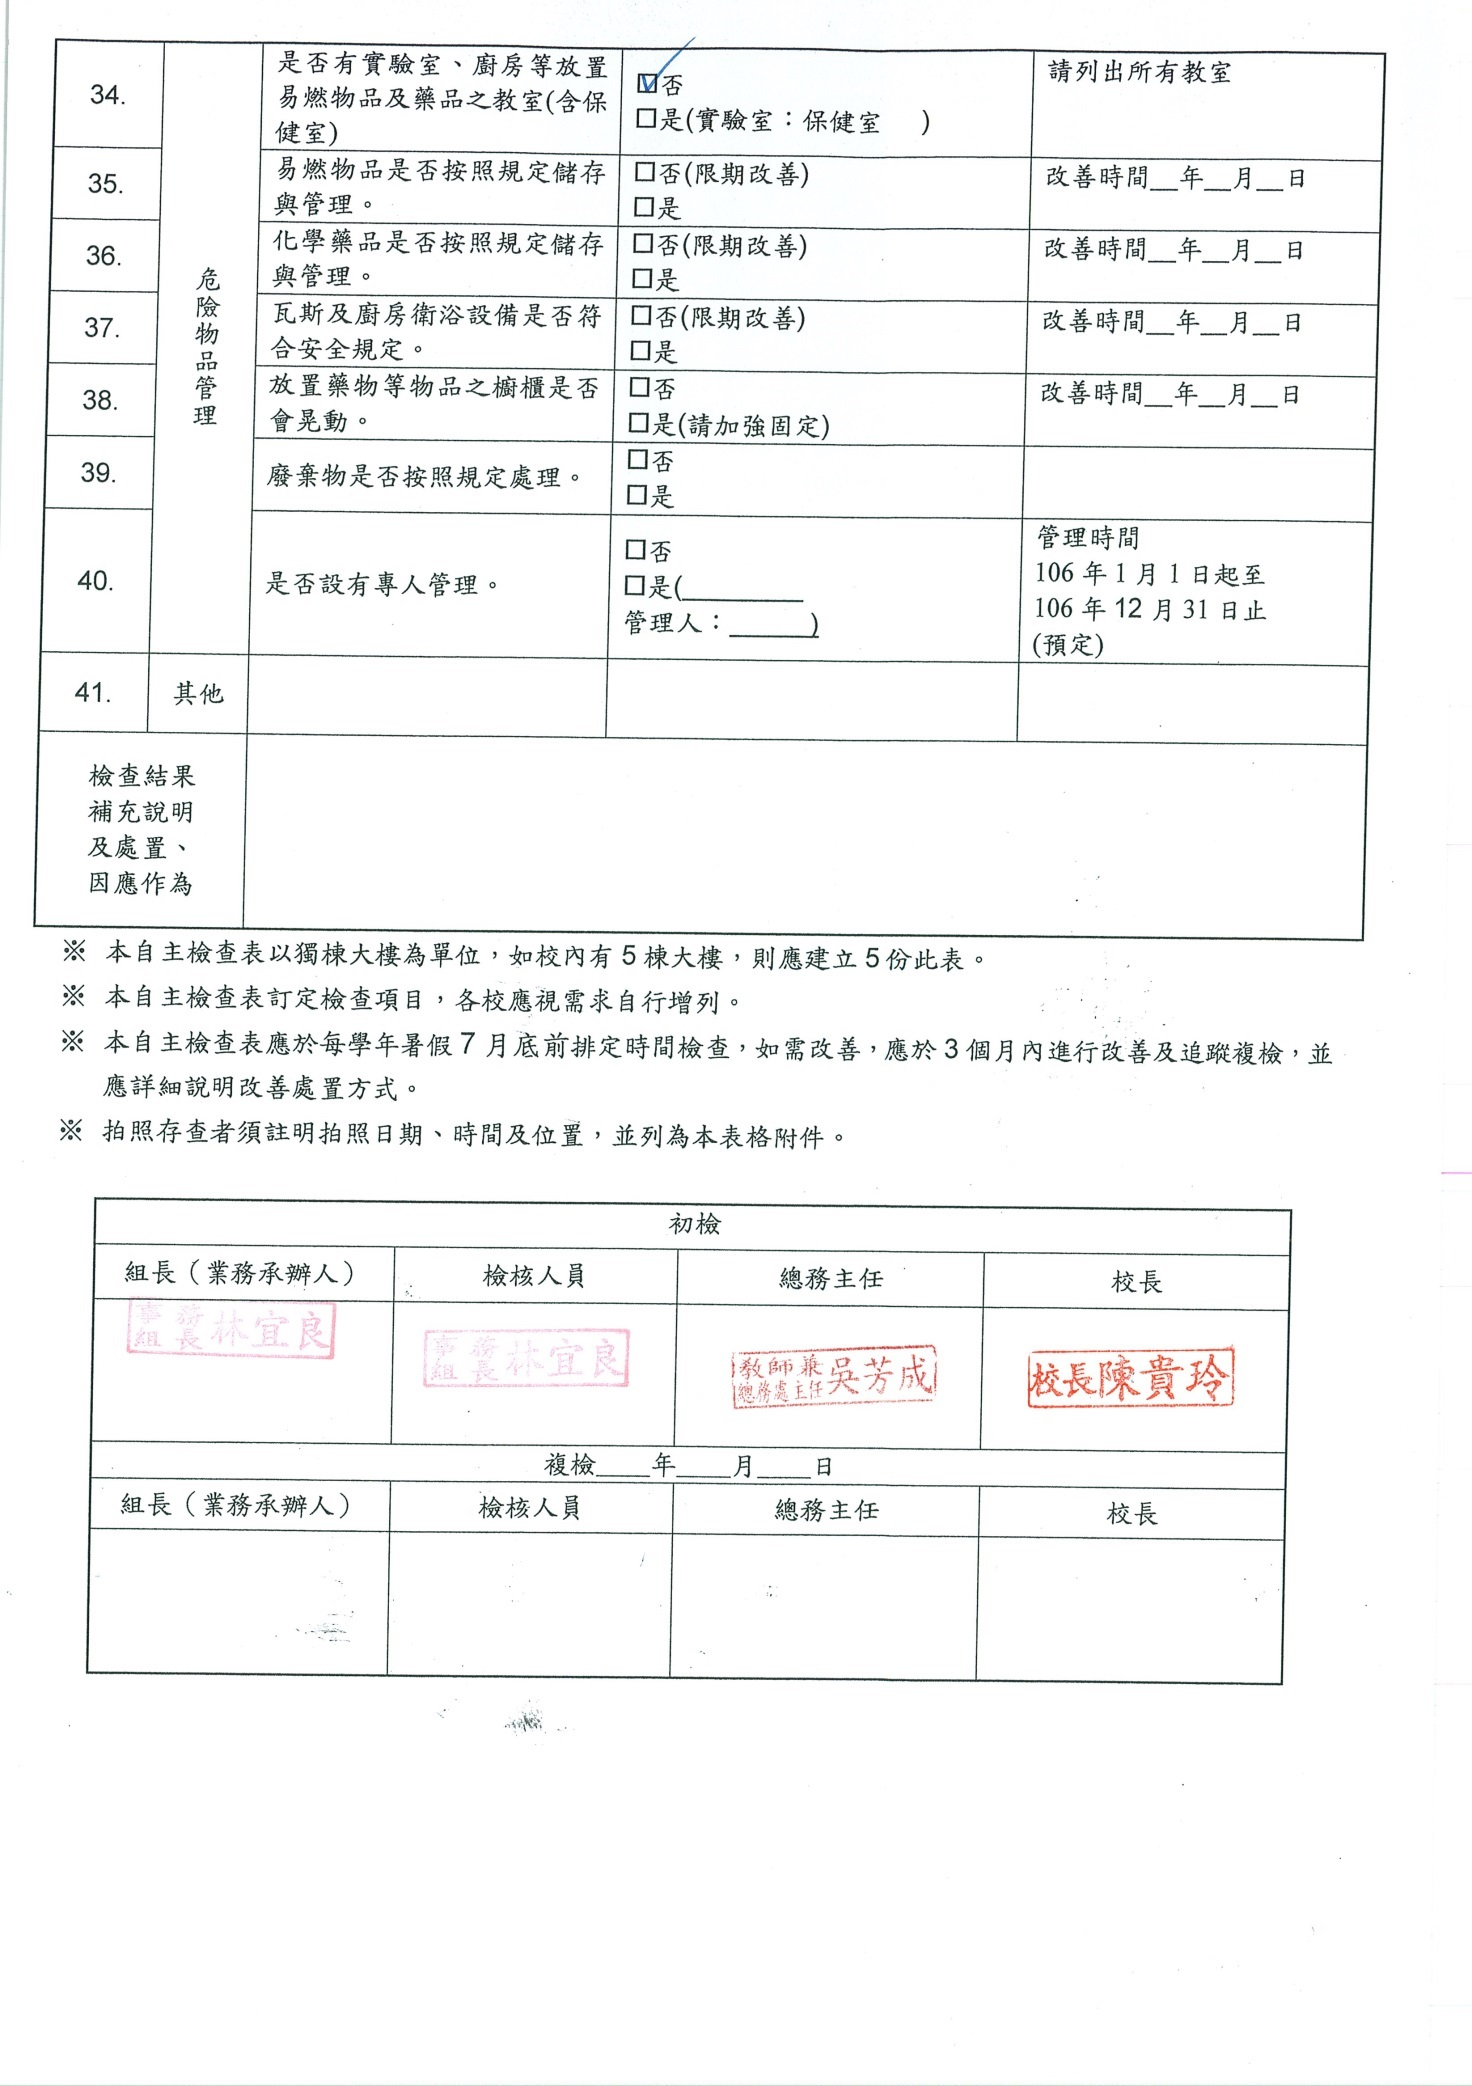 34.
危險物品管理
是否有實驗室、廚房等放置
易燃物品及藥品之教室(含保
健室)
☑否
□是(實驗室：保健室 )
請列出所有教室
35.
易燃物品是否按照規定儲存
與管理。
□否(限期改善)
□是
改善時間__年__月__日
36.
化學藥品是否按照規定儲存
與管理。
□否(限期改善)
□是
改善時間__年__月__日
37.
瓦斯及廚房衛浴設備是否符
合安全規定。
□否(限期改善)
□是
改善時間__年__月__日
38.
放置藥物等物品之櫥櫃是否
會晃動。
□否
□是(請加強固定)
改善時間__年__月__日
39.
廢棄物是否按照規定處理。
□否
□是
40.
是否設有專人管理。
□否
□是(_________
管理人：______)
管理時間
106 年 1 月 1 日起至
106 年 12 月 31 日止
(預定)
41.
其他
檢查結果
補充說明
及處置、
因應作為
※ 本自主檢查表以獨棟大樓為單位，如校內有 5 棟大樓，則應建立 5 份此表。
※ 本自主檢查表訂定檢查項目，各校應視需求自行增列。
※ 本自主檢查表應於每學年暑假 7 月底前排定時間檢查，如需改善，應於 3 個月內進行改善及追蹤複檢，並
應詳細說明改善處置方式。
※ 拍照存查者須註明拍照日期、時間及位置，並列為本表格附件。
初檢
組長（業務承辦人） 檢核人員 總務主任 校長
事務組長林宜良
事務組長林宜良
教師兼總務處主任吳芳成
校長陳貴玲
複檢____年____月____日
組長（業務承辦人） 檢核人員 總務主任 校長